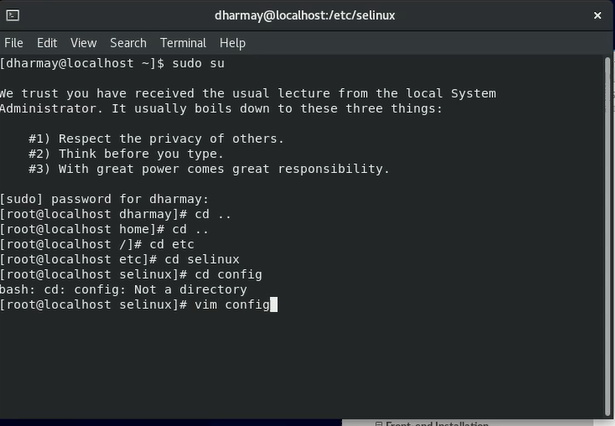 dharmay@localhost:/etc/selinux
File Edit View Search Terminal Help
[dharmay@localhost ~]$ sudo su
We trust you have received the usual lecture from the local System
Administrator. It usually boils down to these three things:
#1) Respect the privacy of others.
#2) Think before you type.
#3) With great power comes great responsibility.
[sudo] password for dharmay:
[root@localhost dharmay]# cd ..
[root@localhost home]# cd ..
[root@localhost /]# cd etc
[root@localhost etc]# cd selinux
[root@localhost selinux]# cd config
bash: cd: config: Not a directory
[root@localhost selinux]# vim config
Front-end Installation